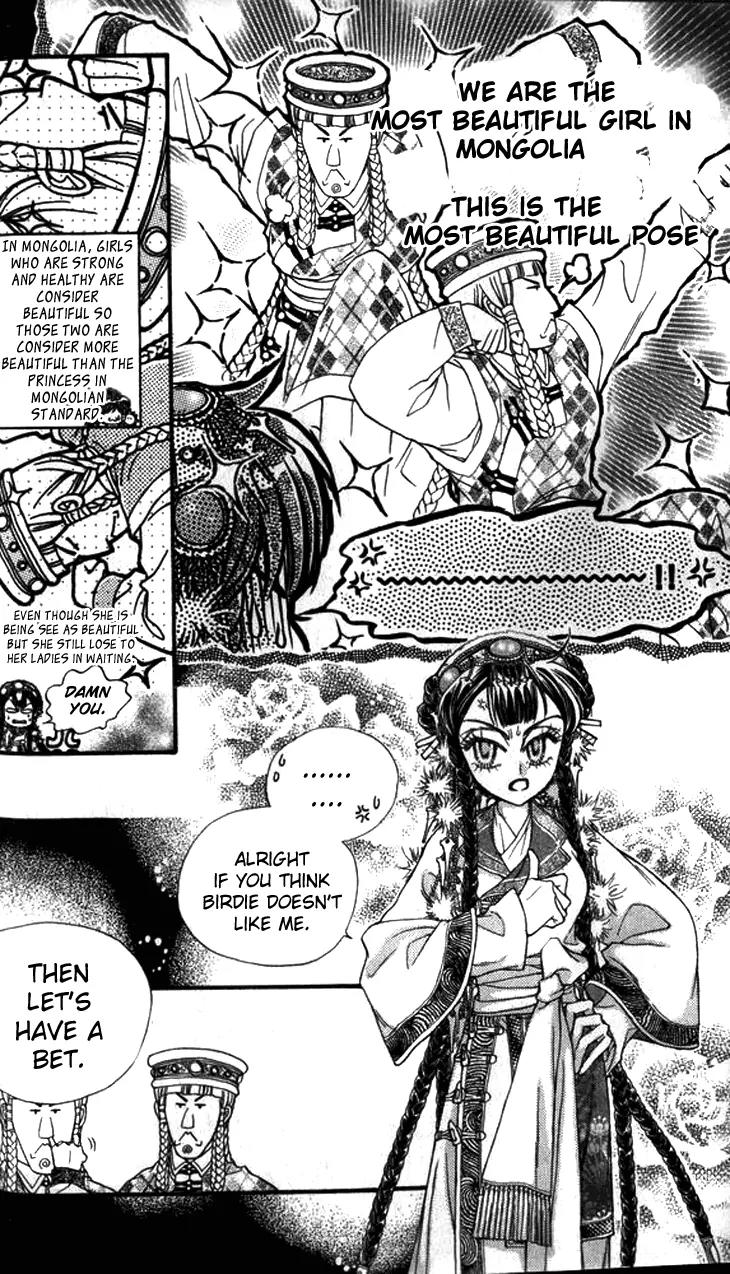 WE ARE THE
MOST BEAUTIFUL GIRL IN
MONGOLIA
THIS IS THE
MOST BEAUTIFUL POSE
IN MONGOLIA, GIRLS
WHO ARE STRONG
AND HEALTHY ARE
CONSIDER
BEAUTIFUL SO
THOSE TWO ARE
CONSIDER MORE
BEAUTIFUL THAN THE
PRINCESS IN
MONGOLIAN
STANDARD.
EVEN THOUGH SHE IS
BEING SEE AS BEAUTIFUL
BUT SHE STILL LOSE TO
HER LADIES IN WAITING.
DAMN
YOU.
......
....
ALRIGHT
IF YOU THINK
BIRDIE DOESN'T
LIKE ME.
THEN
LET'S
HAVE A
BET.